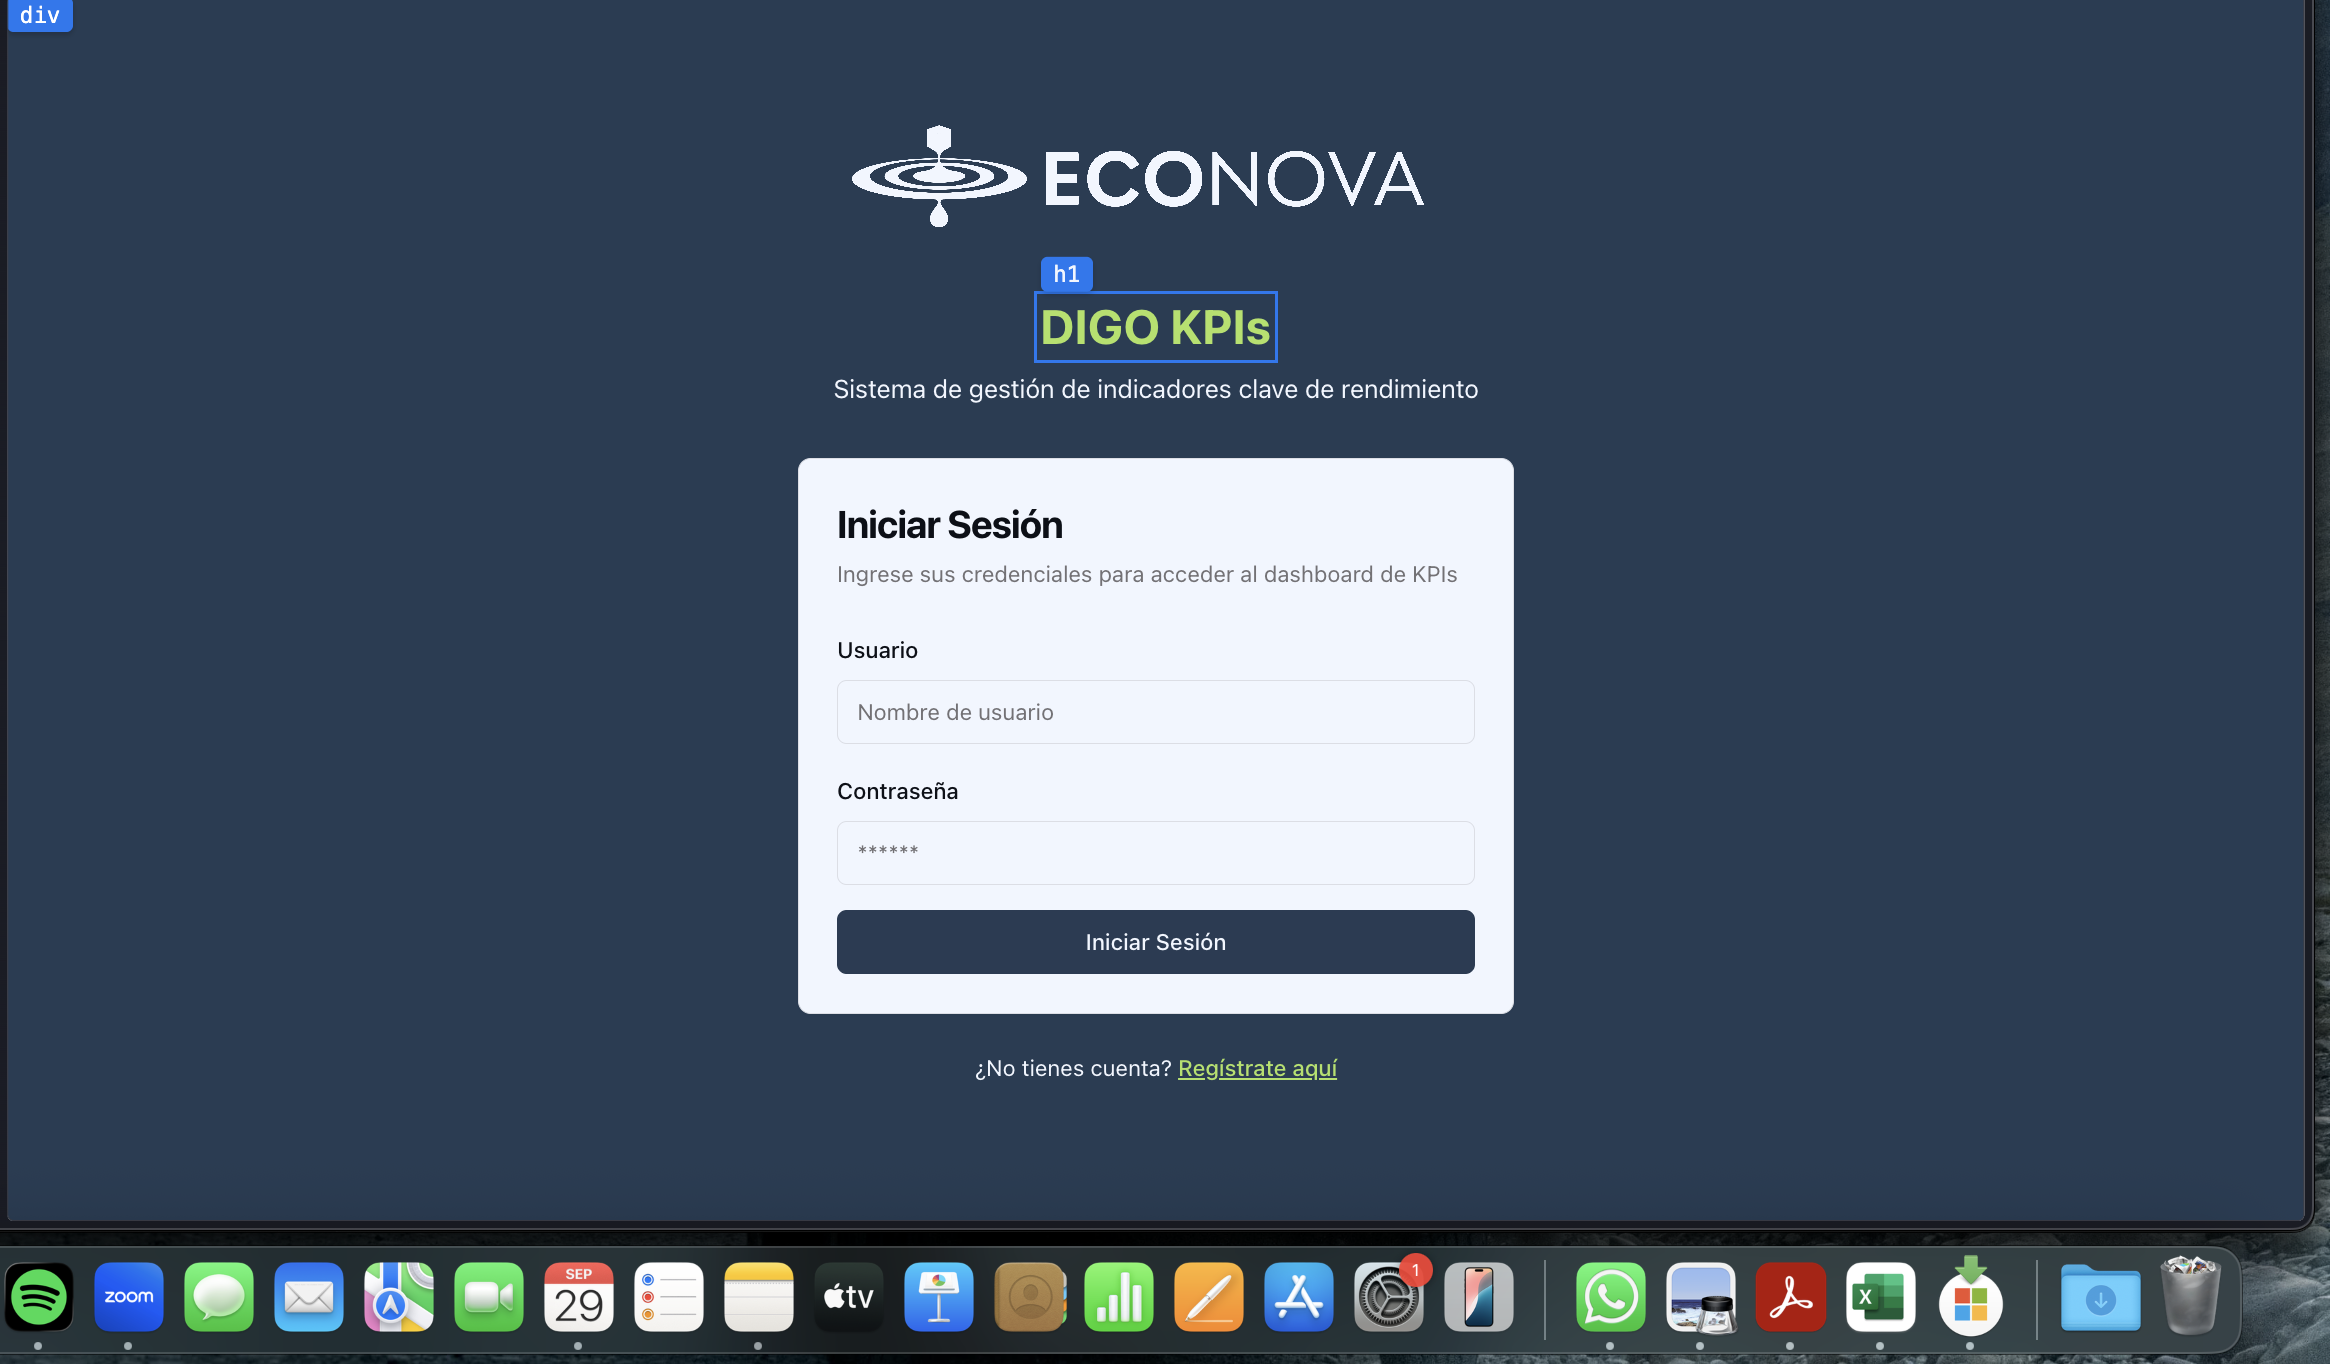 div
ECONOVA
h1
DIGO KPIs
Sistema de gestión de indicadores clave de rendimiento
Iniciar Sesión
Ingrese sus credenciales para acceder al dashboard de KPIs
Usuario
Nombre de usuario
Contraseña
******
Iniciar Sesión
¿No tienes cuenta? Regístrate aquí
zoom
SEP
29
tv
1
X